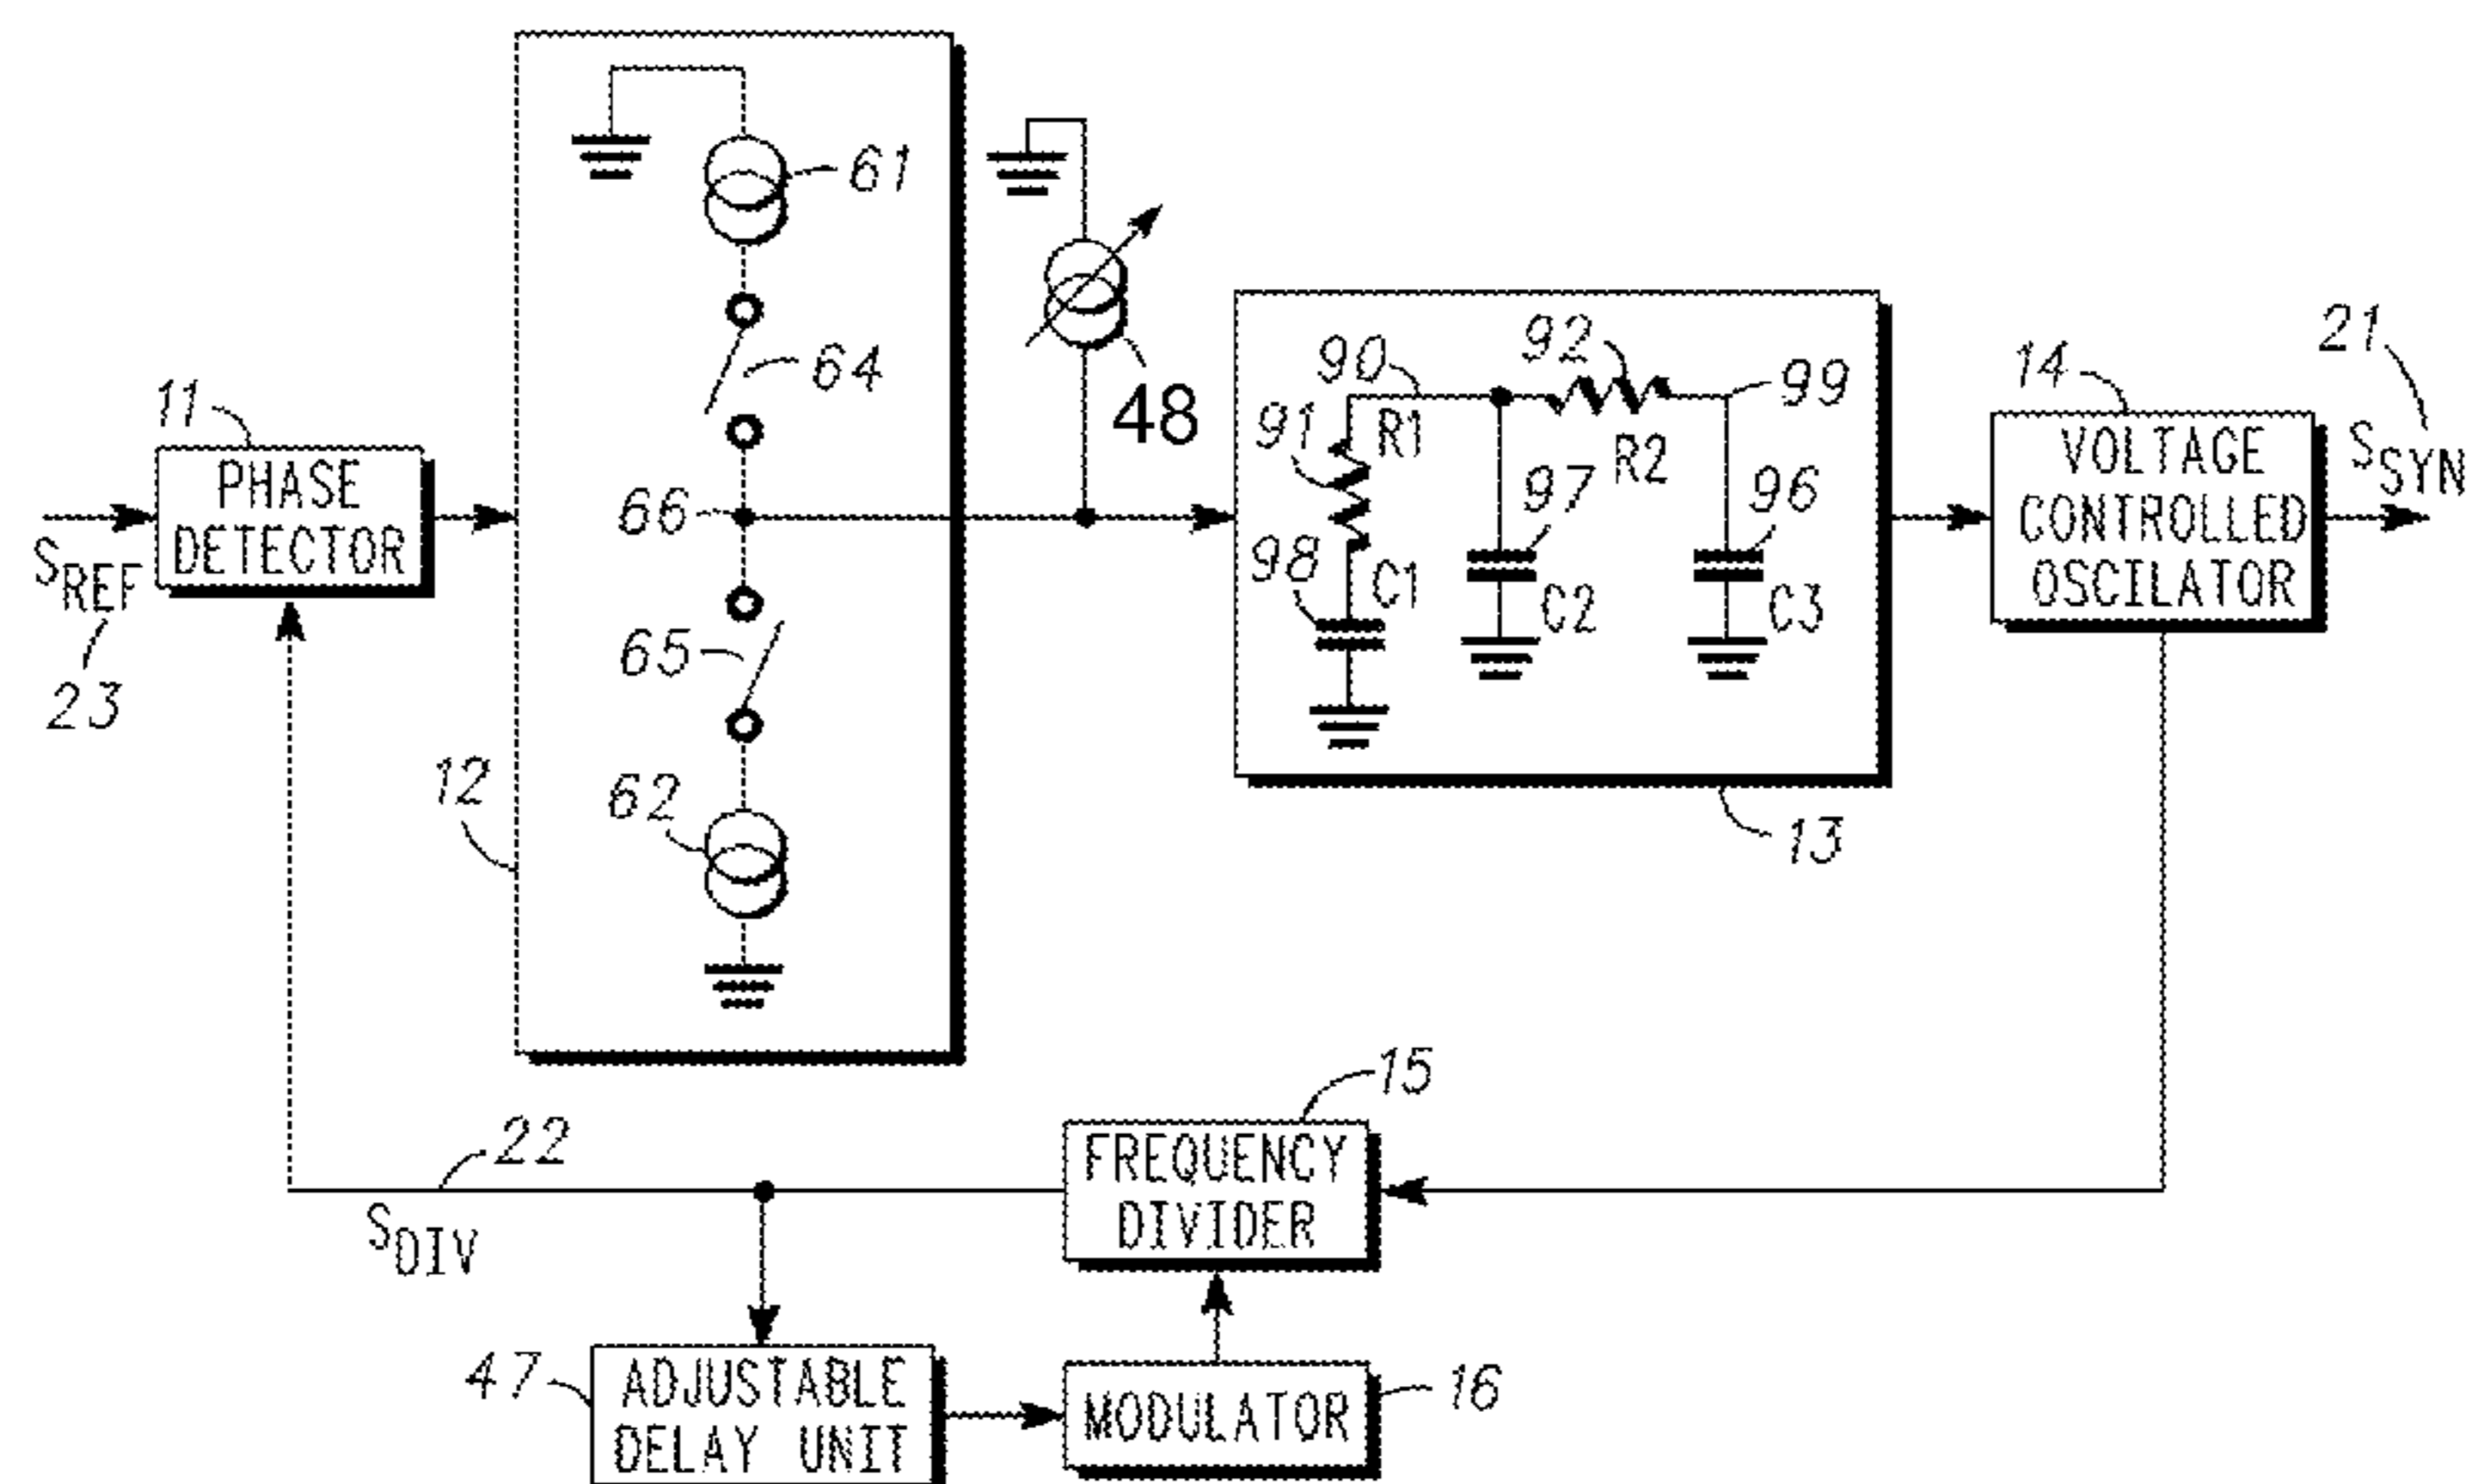 61
64
48
11
PHASE
DETECTOR
S_REF
23
66
65
62
12
90
92
99
91
R1
R2
97
96
98
C1
C2
C3
13
14
21
VOLTAGE
CONTROLLED
OSCILATOR
S_SYN
15
22
FREQUENCY
DIVIDER
S_DIV
47
ADJUSTABLE
DELAY UNIT
MODULATOR
16